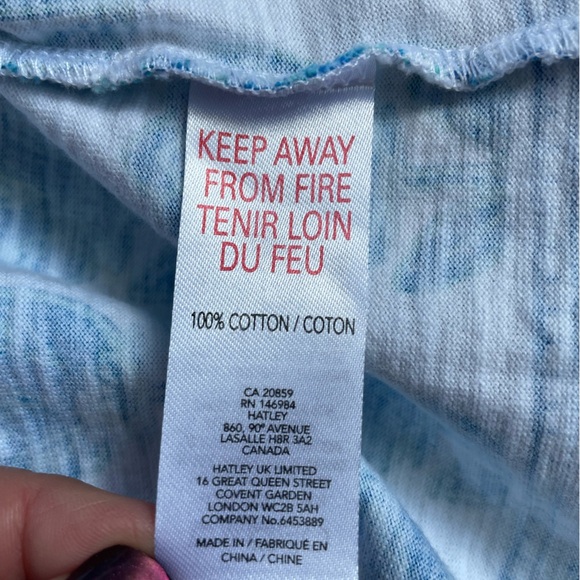 KEEP AWAY
FROM FIRE
TENIR LOIN
DU FEU
100% COTTON / COTON
CA 20859
RN 146984
HATLEY
860, 90º AVENUE
LASALLE H8R 3A2
CANADA
HATLEY UK LIMITED
16 GREAT QUEEN STREET
COVENT GARDEN
LONDON WC2B 5AH
COMPANY No.6453889
MADE IN / FABRIQUÉ EN
CHINA / CHINE